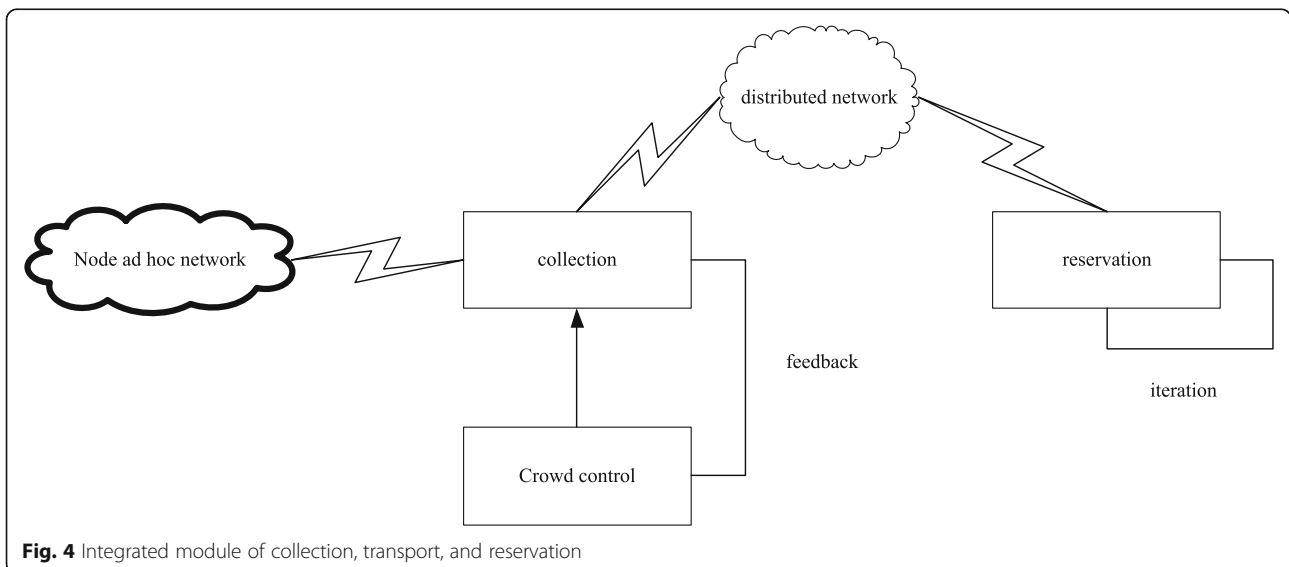 distributed network
Node ad hoc network
collection
reservation
feedback
iteration
Crowd control
Fig. 4 Integrated module of collection, transport, and reservation